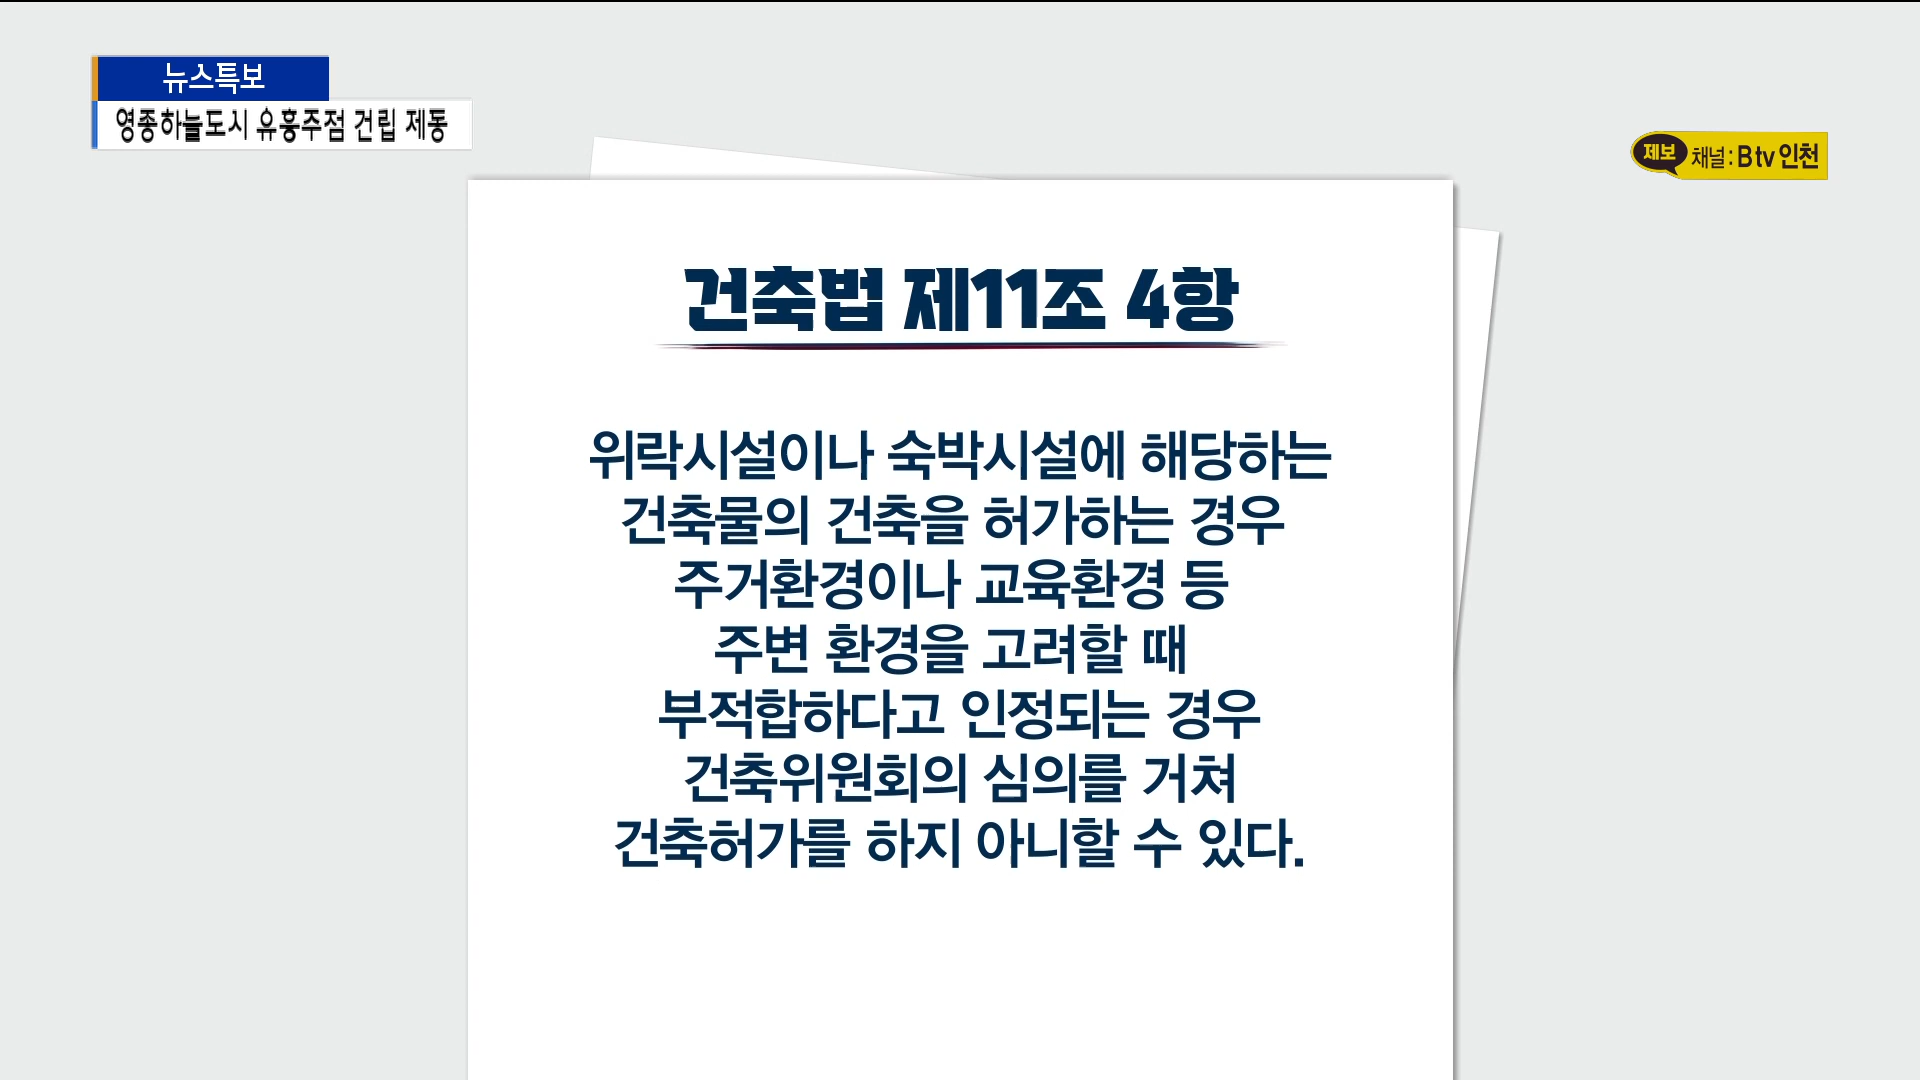 뉴스특보
영종하늘도시 유흥주점 건립 제동
제보 채널 : B tv 인천
건축법 제11조 4항
위락시설이나 숙박시설에 해당하는
건축물의 건축을 허가하는 경우
주거환경이나 교육환경 등
주변 환경을 고려할 때
부적합하다고 인정되는 경우
건축위원회의 심의를 거쳐
건축허가를 하지 아니할 수 있다.